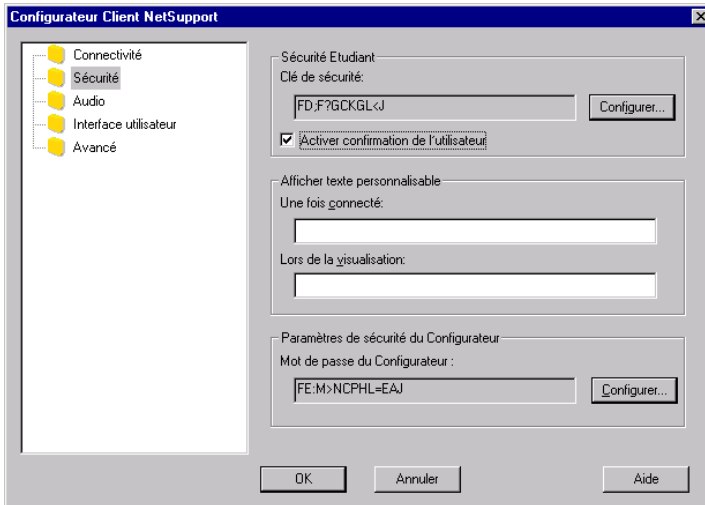 Configurateur Client NetSupport
Connectivité
Sécurité
Audio
Interface utilisateur
Avancé
Sécurité Etudiant
Clé de sécurité:
FD;F?GCKGL<J
Configurer...
Activer confirmation de l'utilisateur
Afficher texte personnalisable
Une fois connecté:
Lors de la visualisation:
Paramètres de sécurité du Configurateur
Mot de passe du Configurateur :
FE:M>NCPHL=EAJ
Configurer...
OK
Annuler
Aide